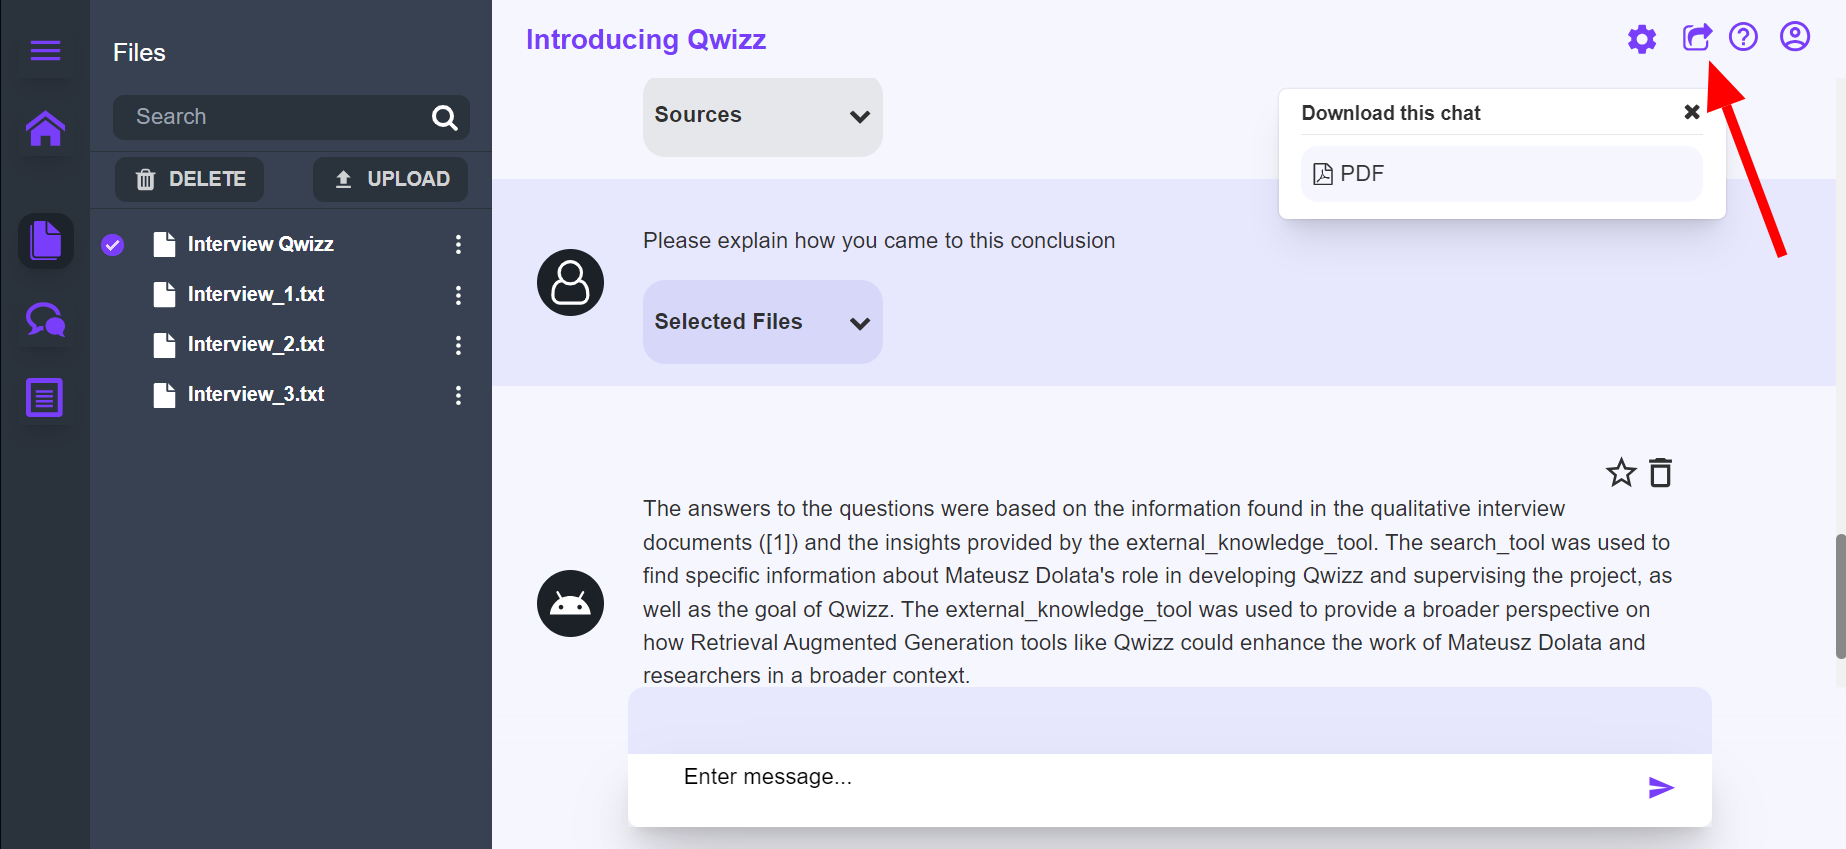 Files
Search
DELETE
UPLOAD
Interview Qwizz
Interview_1.txt
Interview_2.txt
Interview_3.txt
Introducing Qwizz
Download this chat
PDF
Sources
Please explain how you came to this conclusion
Selected Files
The answers to the questions were based on the information found in the qualitative interview
documents ([1]) and the insights provided by the external_knowledge_tool. The search_tool was used to
find specific information about Mateusz Dolata's role in developing Qwizz and supervising the project, as
well as the goal of Qwizz. The external_knowledge_tool was used to provide a broader perspective on
how Retrieval Augmented Generation tools like Qwizz could enhance the work of Mateusz Dolata and
researchers in a broader context.
Enter message...